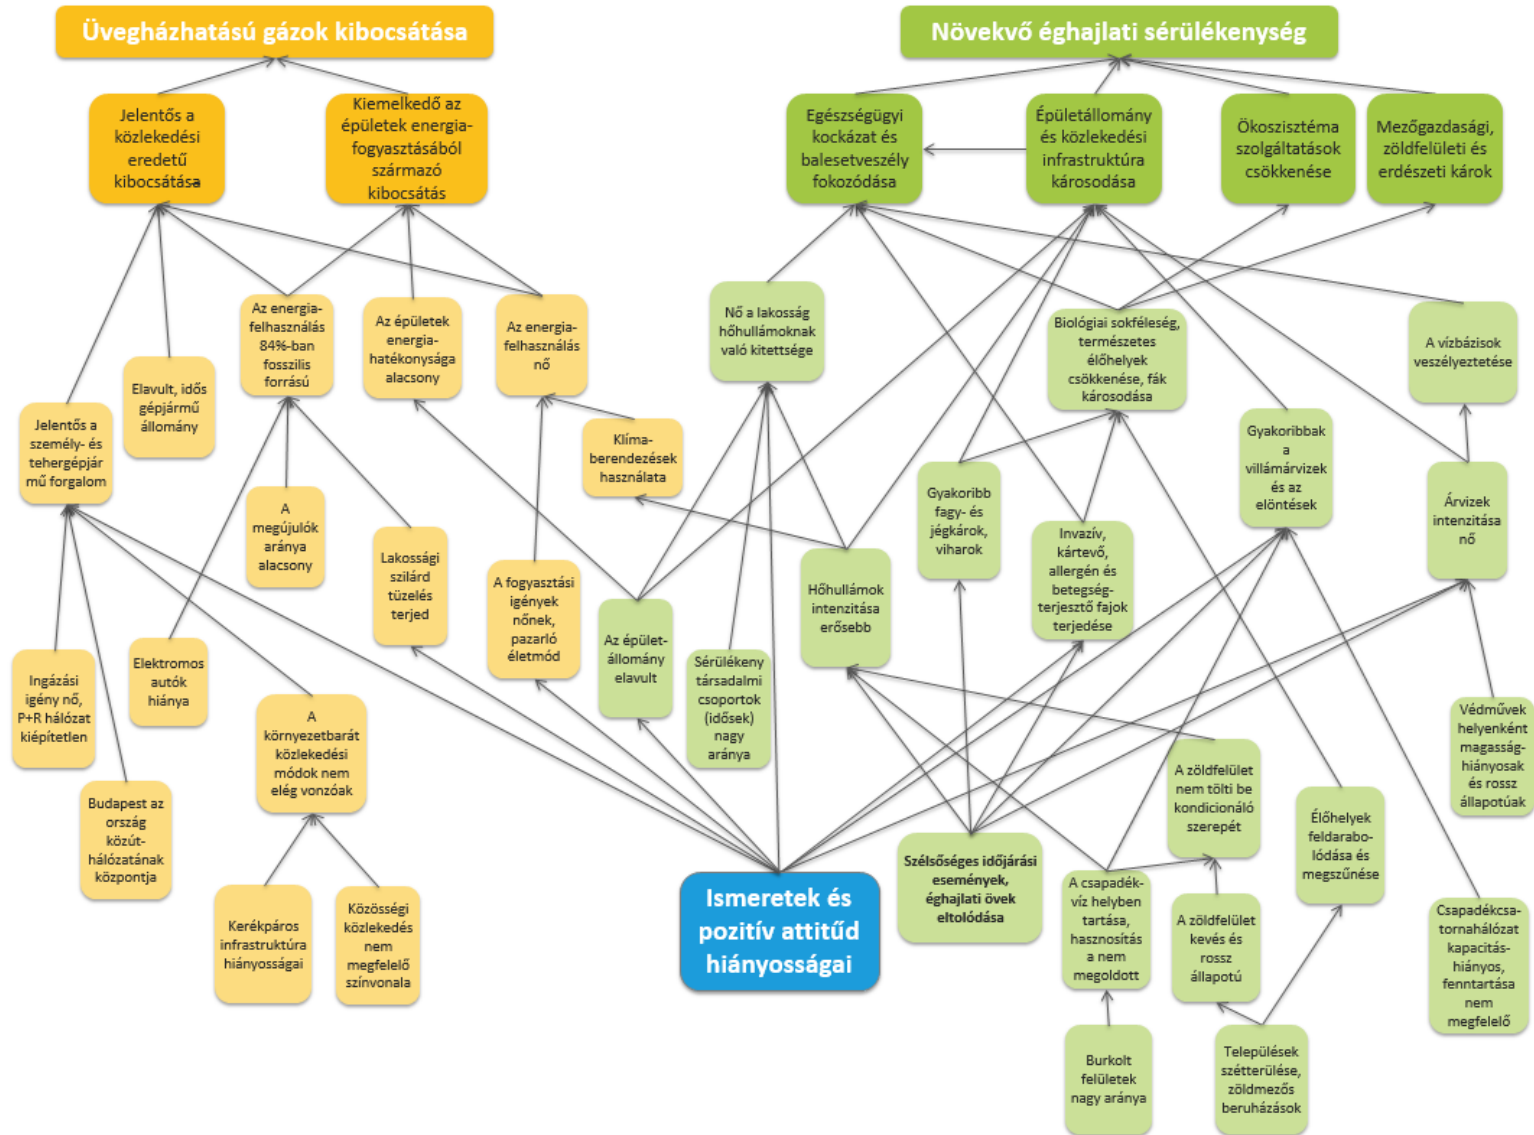 Üvegházhatású gázok kibocsátása
Növekvő éghajlati sérülékenység
Jelentős a
közlekedési
eredetű
kibocsátása
Kiemelkedő az
épületek energia-
fogyasztásából
származó
kibocsátás
Egészségügyi
kockázat és
balesetveszély
fokozódása
Épületállomány
és közlekedési
infrastruktúra
károsodása
Ökoszisztéma
szolgáltatások
csökkenése
Mezőgazdasági,
zöldfelületi és
erdészeti károk
Jelentős a
személy- és
tehergépjár
mű forgalom
Elavult, idős
gépjármű
állomány
Az energia-
felhasználás
84%-ban
fosszilis
forrású
Az épületek
energia-
hatékonysága
alacsony
Az energia-
felhasználás
nő
Klíma-
berendezések
használata
Nő a lakosság
hőhullámoknak
való kitettsége
Biológiai sokféleség,
természetes
élőhelyek
csökkenése, fák
károsodása
A vízbázisok
veszélyeztetése
Gyakoribbak
a
villámárvizek
és az
elöntések
Árvizek
intenzitása
nő
Gyakoribb
fagy- és
jégkárok,
viharok
Invazív,
kártevő,
allergén és
betegség-
terjesztő fajok
terjedése
A
megújulók
aránya
alacsony
Lakossági
szilárd
tüzelés
terjed
A fogyasztási
igények
nőnek,
pazarló
életmód
Az épület-
állomány
elavult
Sérülékeny
társadalmi
csoportok
(idősek)
nagy
aránya
Hőhullámok
intenzitása
erősebb
Ingázási
igény nő,
P+R hálózat
kiépítetlen
Elektromos
autók
hiánya
A
környezetbarát
közlekedési
módok nem
elég vonzóak
Budapest az
ország
közút-
hálózatának
központja
Kerékpáros
infrastruktúra
hiányosságai
Közösségi
közlekedés
nem
megfelelő
színvonala
Ismeretek és
pozitív attitűd
hiányosságai
Szélsőséges időjárási
események,
éghajlati övek
eltolódása
A csapadék-
víz helyben
tartása,
hasznosítás
a nem
megoldott
A zöldfelület
nem tölti be
kondicionáló
szerepét
A zöldfelület
kevés és
rossz
állapotú
Élőhelyek
feldarabo-
lódása és
megszűnése
Védművek
helyenként
magasság-
hiányosak
és rossz
állapotúak
Csapadékcsa-
tornahálózat
kapacitás-
hiányos,
fenntartása
nem
megfelelő
Burkolt
felületek
nagy aránya
Települések
szétterülése,
zöldmezős
beruházások